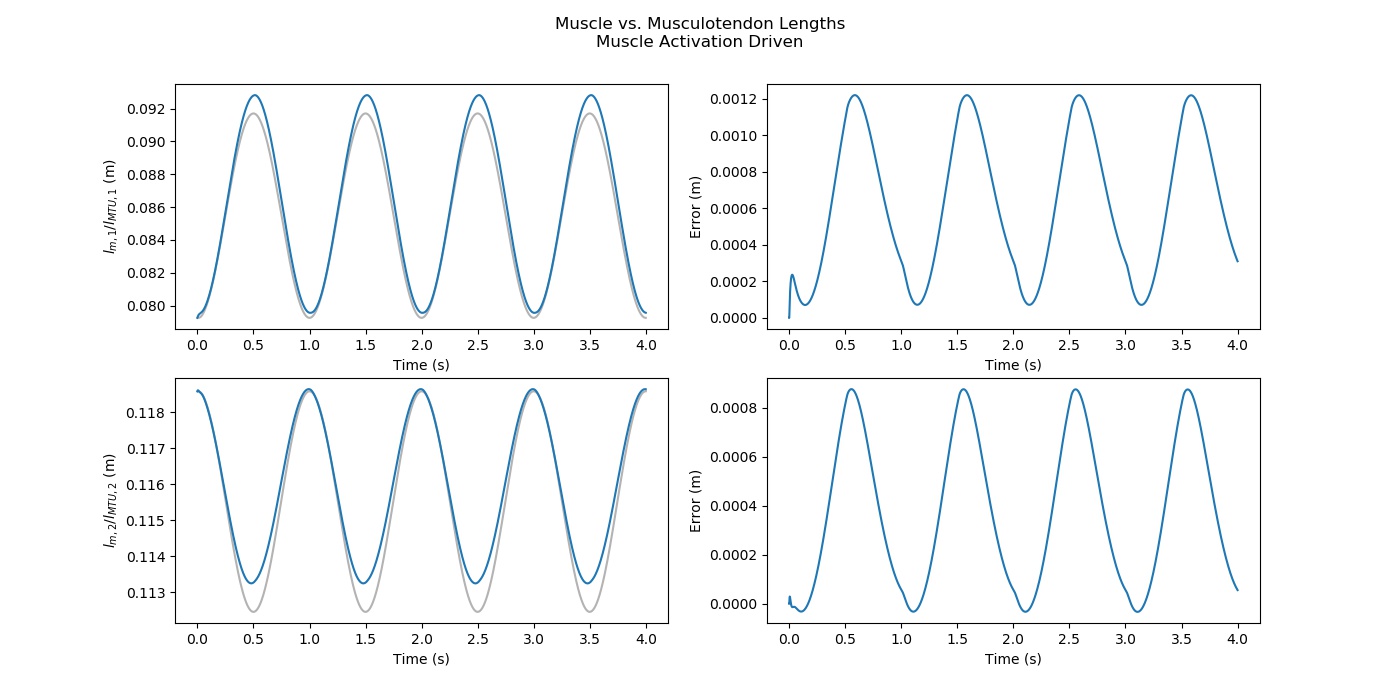 Muscle vs. Musculotendon Lengths
Muscle Activation Driven
l_{m,1}/l_{MTU,1} (m)
0.092
0.090
0.088
0.086
0.084
0.082
0.080
0.0 0.5 1.0 1.5 2.0 2.5 3.0 3.5 4.0
Time (s)
Error (m)
0.0012
0.0010
0.0008
0.0006
0.0004
0.0002
0.0000
0.0 0.5 1.0 1.5 2.0 2.5 3.0 3.5 4.0
Time (s)
l_{m,2}/l_{MTU,2} (m)
0.118
0.117
0.116
0.115
0.114
0.113
0.0 0.5 1.0 1.5 2.0 2.5 3.0 3.5 4.0
Time (s)
Error (m)
0.0008
0.0006
0.0004
0.0002
0.0000
0.0 0.5 1.0 1.5 2.0 2.5 3.0 3.5 4.0
Time (s)